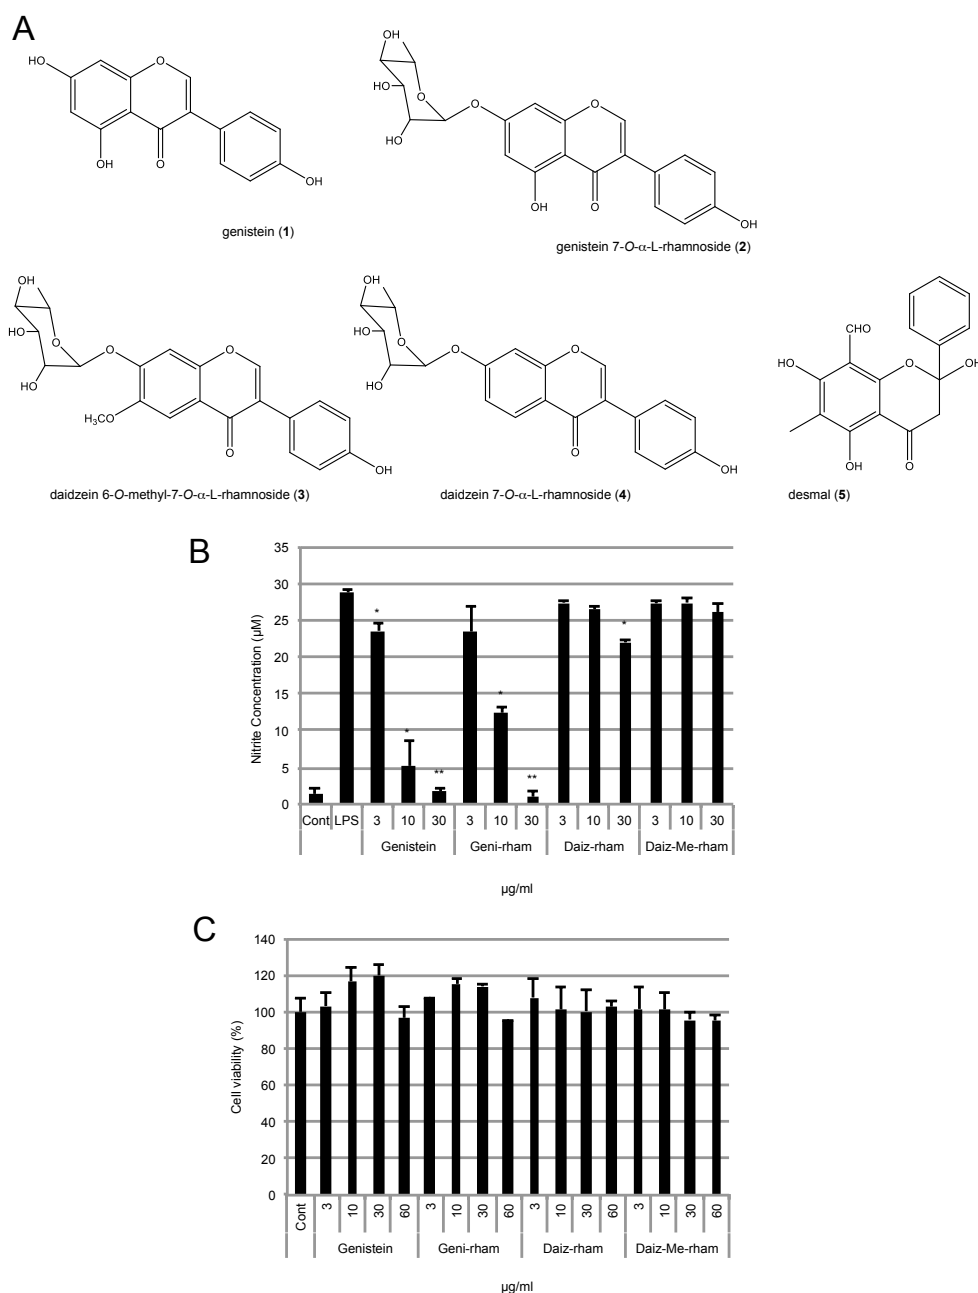 A
HO
O
OH
O
OH
genistein (1)
OH
HO
O
O
O
HO
OH
O
OH
genistein 7-O-α-L-rhamnoside (2)
OH
HO
O
O
O
OH
H₃CO
O
OH
daidzein 6-O-methyl-7-O-α-L-rhamnoside (3)
OH
HO
O
O
O
OH
O
OH
daidzein 7-O-α-L-rhamnoside (4)
CHO
HO
O
OH
OH
O
desmal (5)
B
Nitrite Concentration (µM)
35
30
25
20
15
10
5
0
* * ** * ** *
Cont LPS 3 10 30 3 10 30 3 10 30 3 10 30
Genistein Geni-rham Daiz-rham Daiz-Me-rham
µg/ml
C
Cell viability (%)
140
120
100
80
60
40
20
0
Cont 3 10 30 60 3 10 30 60 3 10 30 60 3 10 30 60
Genistein Geni-rham Daiz-rham Daiz-Me-rham
µg/ml